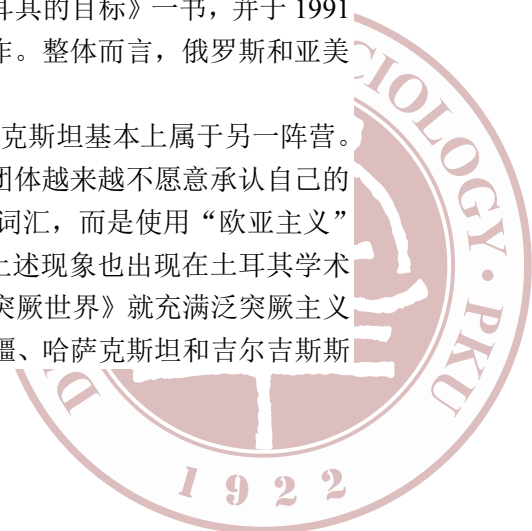 耳其的目标》一书，并于 1991
作。整体而言，俄罗斯和亚美
克斯坦基本上属于另一阵营。
团体越来越不愿意承认自己的
词汇，而是使用“欧亚主义”
上述现象也出现在土耳其学术
突厥世界》就充满泛突厥主义
疆、哈萨克斯坦和吉尔吉斯斯
CIOLOGY · PKU
D
1922